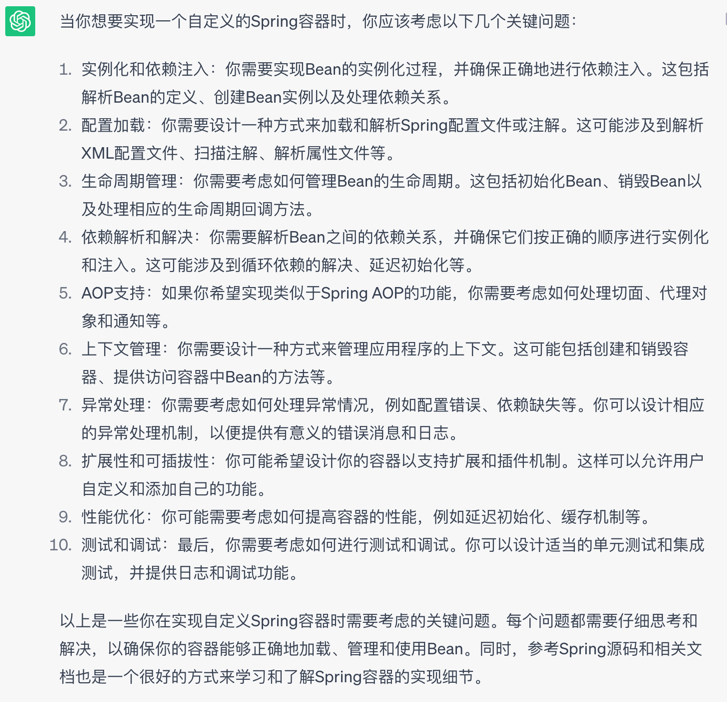 当你想要实现一个自定义的Spring容器时，你应该考虑以下几个关键问题：
1. 实例化和依赖注入：你需要实现Bean的实例化过程，并确保正确地进行依赖注入。这包括
解析Bean的定义、创建Bean实例以及处理依赖关系。
2. 配置加载：你需要设计一种方式来加载和解析Spring配置文件或注解。这可能涉及到解析
XML配置文件、扫描注解、解析属性文件等。
3. 生命周期管理：你需要考虑如何管理Bean的生命周期。这包括初始化Bean、销毁Bean以
及处理相应的生命周期回调方法。
4. 依赖解析和解决：你需要解析Bean之间的依赖关系，并确保它们按正确的顺序进行实例化
和注入。这可能涉及到循环依赖的解决、延迟初始化等。
5. AOP支持：如果你希望实现类似于Spring AOP的功能，你需要考虑如何处理切面、代理对
象和通知等。
6. 上下文管理：你需要设计一种方式来管理应用程序的上下文。这可能包括创建和销毁容
器、提供访问容器中Bean的方法等。
7. 异常处理：你需要考虑如何处理异常情况，例如配置错误、依赖缺失等。你可以设计相应
的异常处理机制，以便提供有意义的错误消息和日志。
8. 扩展性和可插拔性：你可能希望设计你的容器以支持扩展和插件机制。这样可以允许用户
自定义和添加自己的功能。
9. 性能优化：你可能需要考虑如何提高容器的性能，例如延迟初始化、缓存机制等。
10. 测试和调试：最后，你需要考虑如何进行测试和调试。你可以设计适当的单元测试和集成
测试，并提供日志和调试功能。
以上是一些你在实现自定义Spring容器时需要考虑的关键问题。每个问题都需要仔细思考和
解决，以确保你的容器能够正确地加载、管理和使用Bean。同时，参考Spring源码和相关文
档也是一个很好的方式来学习和了解Spring容器的实现细节。